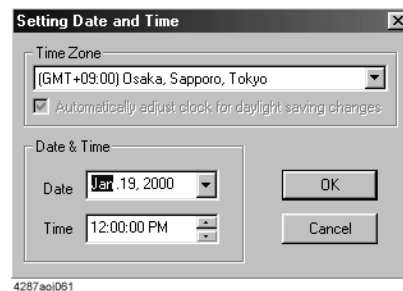 Setting Date and Time
Time Zone
(GMT+09:00) Osaka, Sapporo, Tokyo
Automatically adjust clock for daylight saving changes
Date & Time
Date Jan .19, 2000
OK
Time 12:00:00 PM
Cancel
4287aoj061